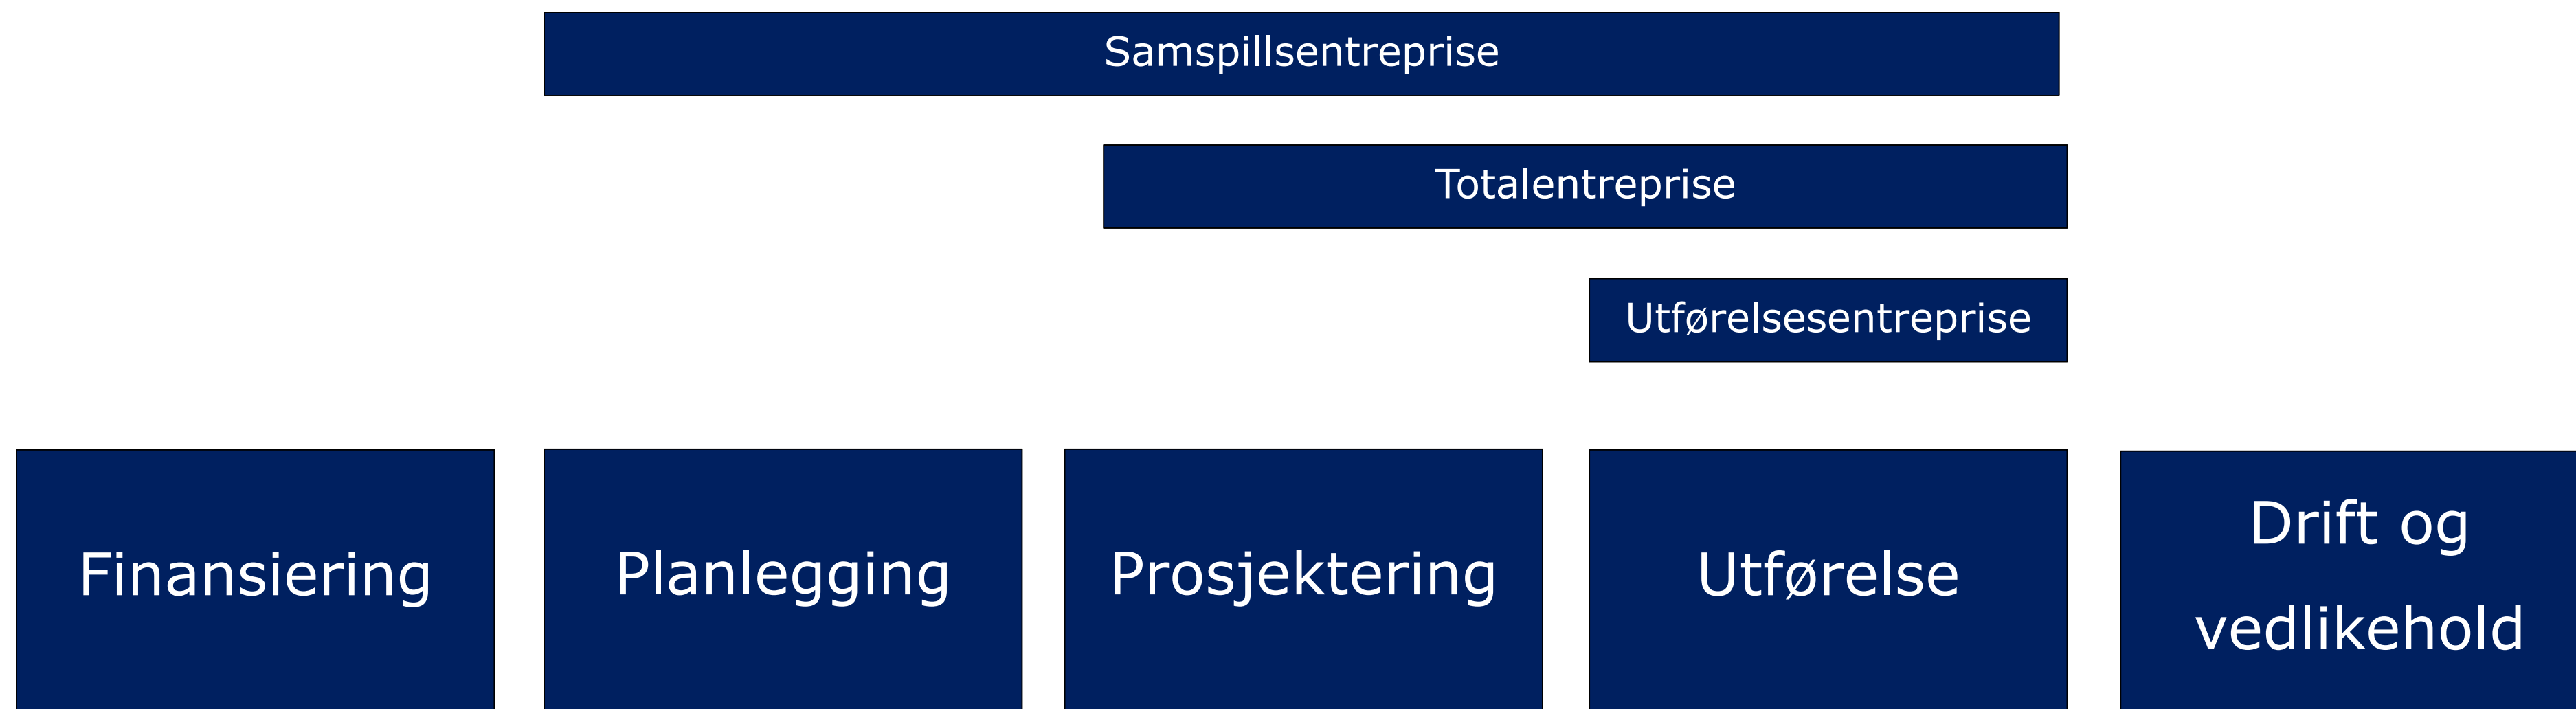 Samspillsentreprise
Totalentreprise
Utførelsesentreprise
Finansiering
Planlegging
Prosjektering
Utførelse
Drift og
vedlikehold